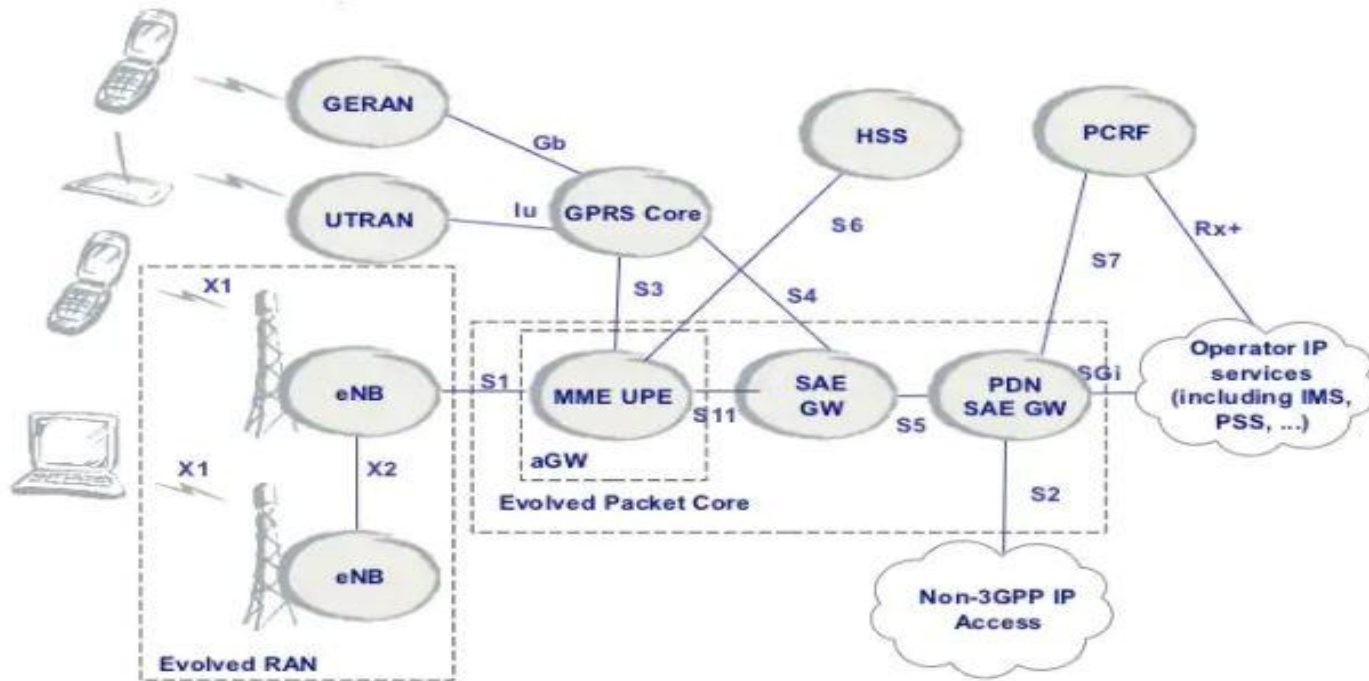 GERAN
HSS
PCRF
Gb
UTRAN
Iu
GPRS Core
S6
Rx+
S7
X1
S3
S4
Operator IP
services
(including IMS,
PSS, ...)
eNB
S1
MME UPE
S11
SAE
GW
S5
PDN
SAE GW
SGi
aGW
X1
X2
Evolved Packet Core
S2
eNB
Non-3GPP IP
Access
Evolved RAN